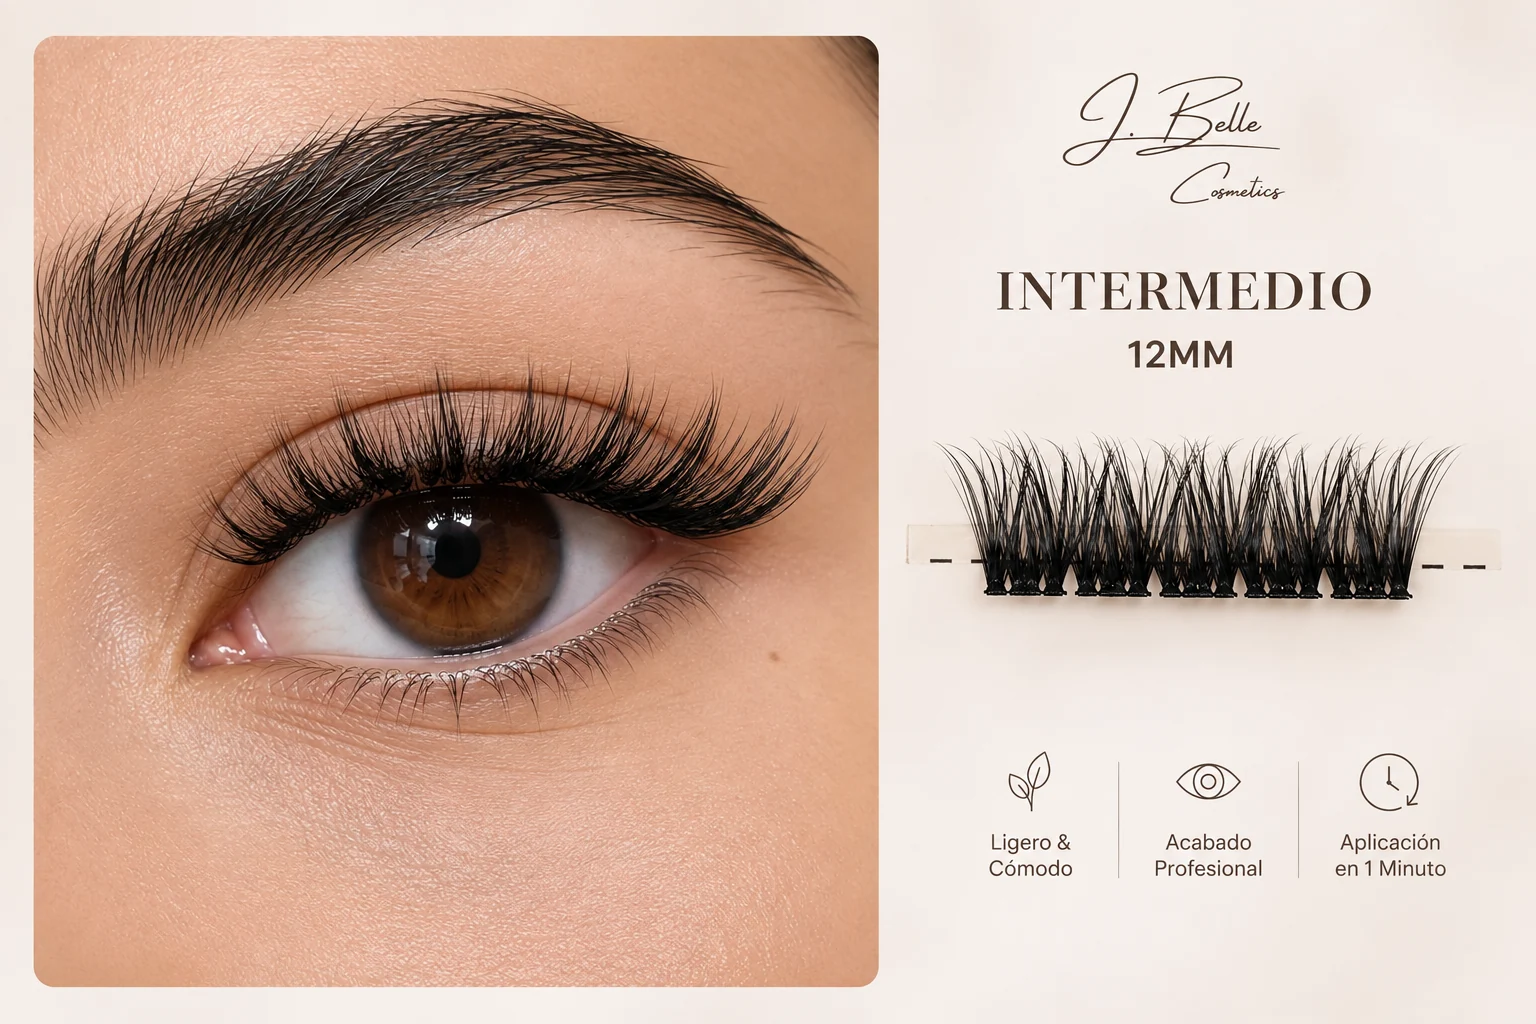 J. Belle
Cosmetics
INTERMEDIO
12MM
Ligero &
Cómodo
Acabado
Profesional
Aplicación
en 1 Minuto